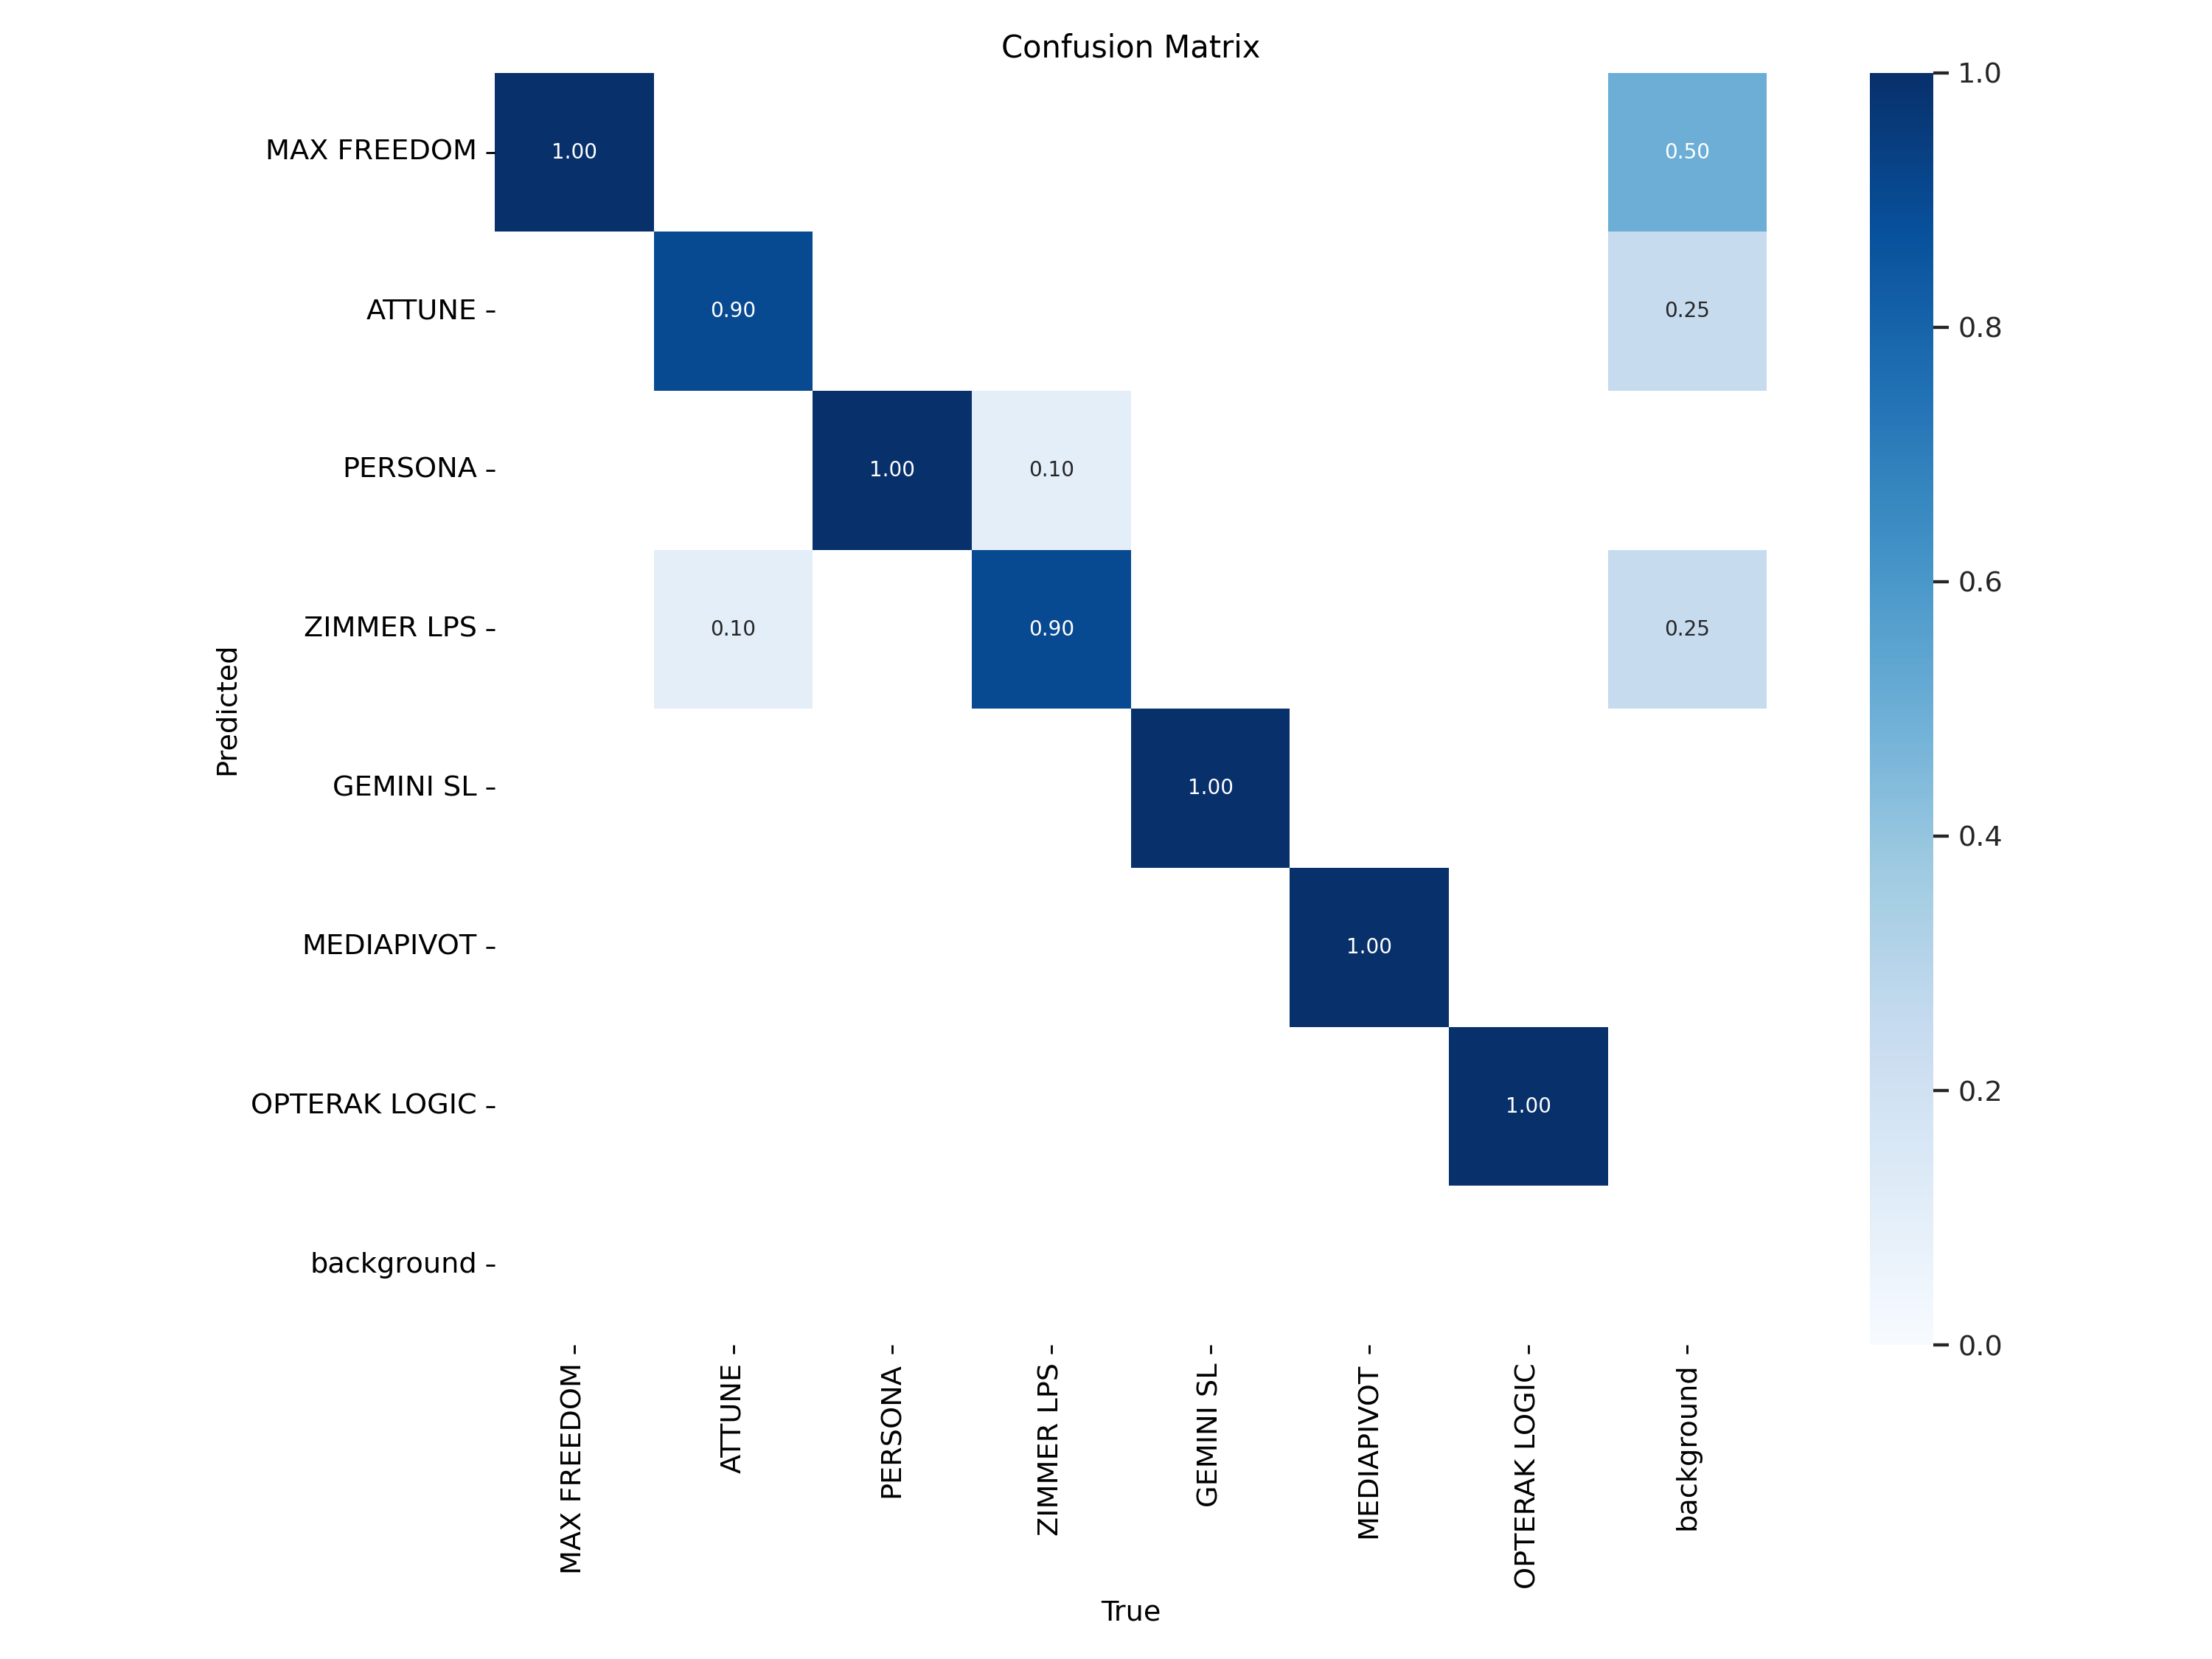 Confusion Matrix
MAX FREEDOM
1.00
0.50
1.0
ATTUNE
0.90
0.25
0.8
PERSONA
1.00
0.10
0.6
ZIMMER LPS
0.10
0.90
0.25
Predicted
GEMINI SL
1.00
0.4
MEDIAPIVOT
1.00
OPTERAK LOGIC
1.00
0.2
background
0.0
MAX FREEDOM
ATTUNE
PERSONA
ZIMMER LPS
GEMINI SL
MEDIAPIVOT
OPTERAK LOGIC
background
True